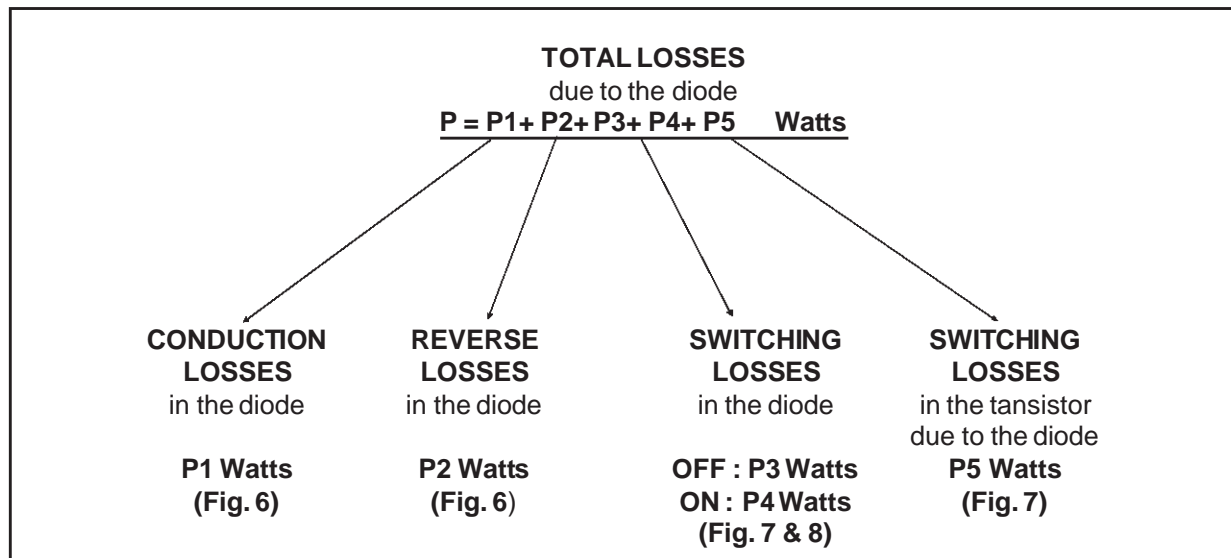 TOTAL LOSSES
due to the diode
P = P1+ P2+ P3+ P4+ P5 Watts
CONDUCTION
LOSSES
in the diode
P1 Watts
(Fig. 6)
REVERSE
LOSSES
in the diode
P2 Watts
(Fig. 6)
SWITCHING
LOSSES
in the diode
OFF : P3 Watts
ON : P4 Watts
(Fig. 7 & 8)
SWITCHING
LOSSES
in the tansistor
due to the diode
P5 Watts
(Fig. 7)